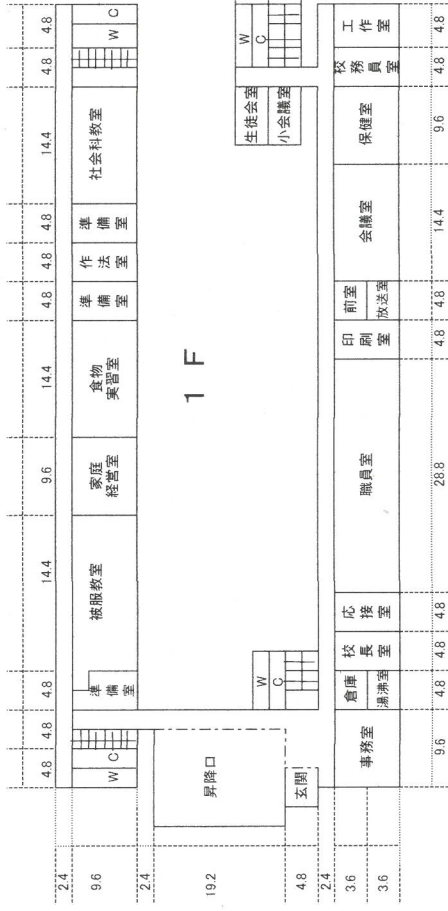 4.8
4.8
14.4
4.8
4.8
4.8
14.4
9.6
14.4
4.8
4.8
4.8
W C
社会科教室
準備室
作法室
準備室
食物
実習室
家庭
経営室
被服教室
準備室
C
W
1 F
W C
生徒会室
小会議室
W C
昇降口
玄関
工作室
校務員室
保健室
会議室
前室
放送室
印刷室
職員室
応接室
校長室
倉庫
湯沸室
事務室
4.8
4.8
9.6
14.4
4.8
4.8
28.8
4.8
4.8
4.8
9.6
2.4
9.6
2.4
19.2
4.8
2.4
3.6
3.6